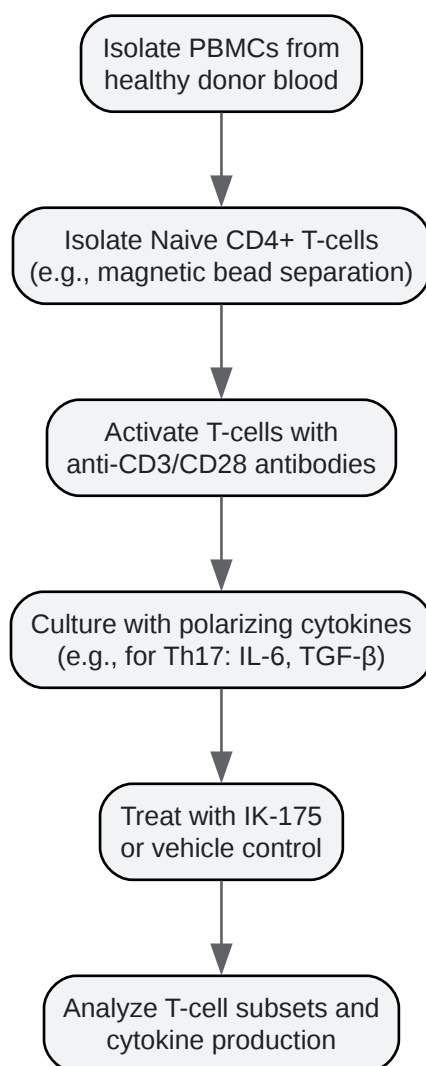 Isolate PBMCs from
healthy donor blood
Isolate Naive CD4+ T-cells
(e.g., magnetic bead separation)
Activate T-cells with
anti-CD3/CD28 antibodies
Culture with polarizing cytokines
(e.g., for Th17: IL-6, TGF-β)
Treat with IK-175
or vehicle control
Analyze T-cell subsets and
cytokine production